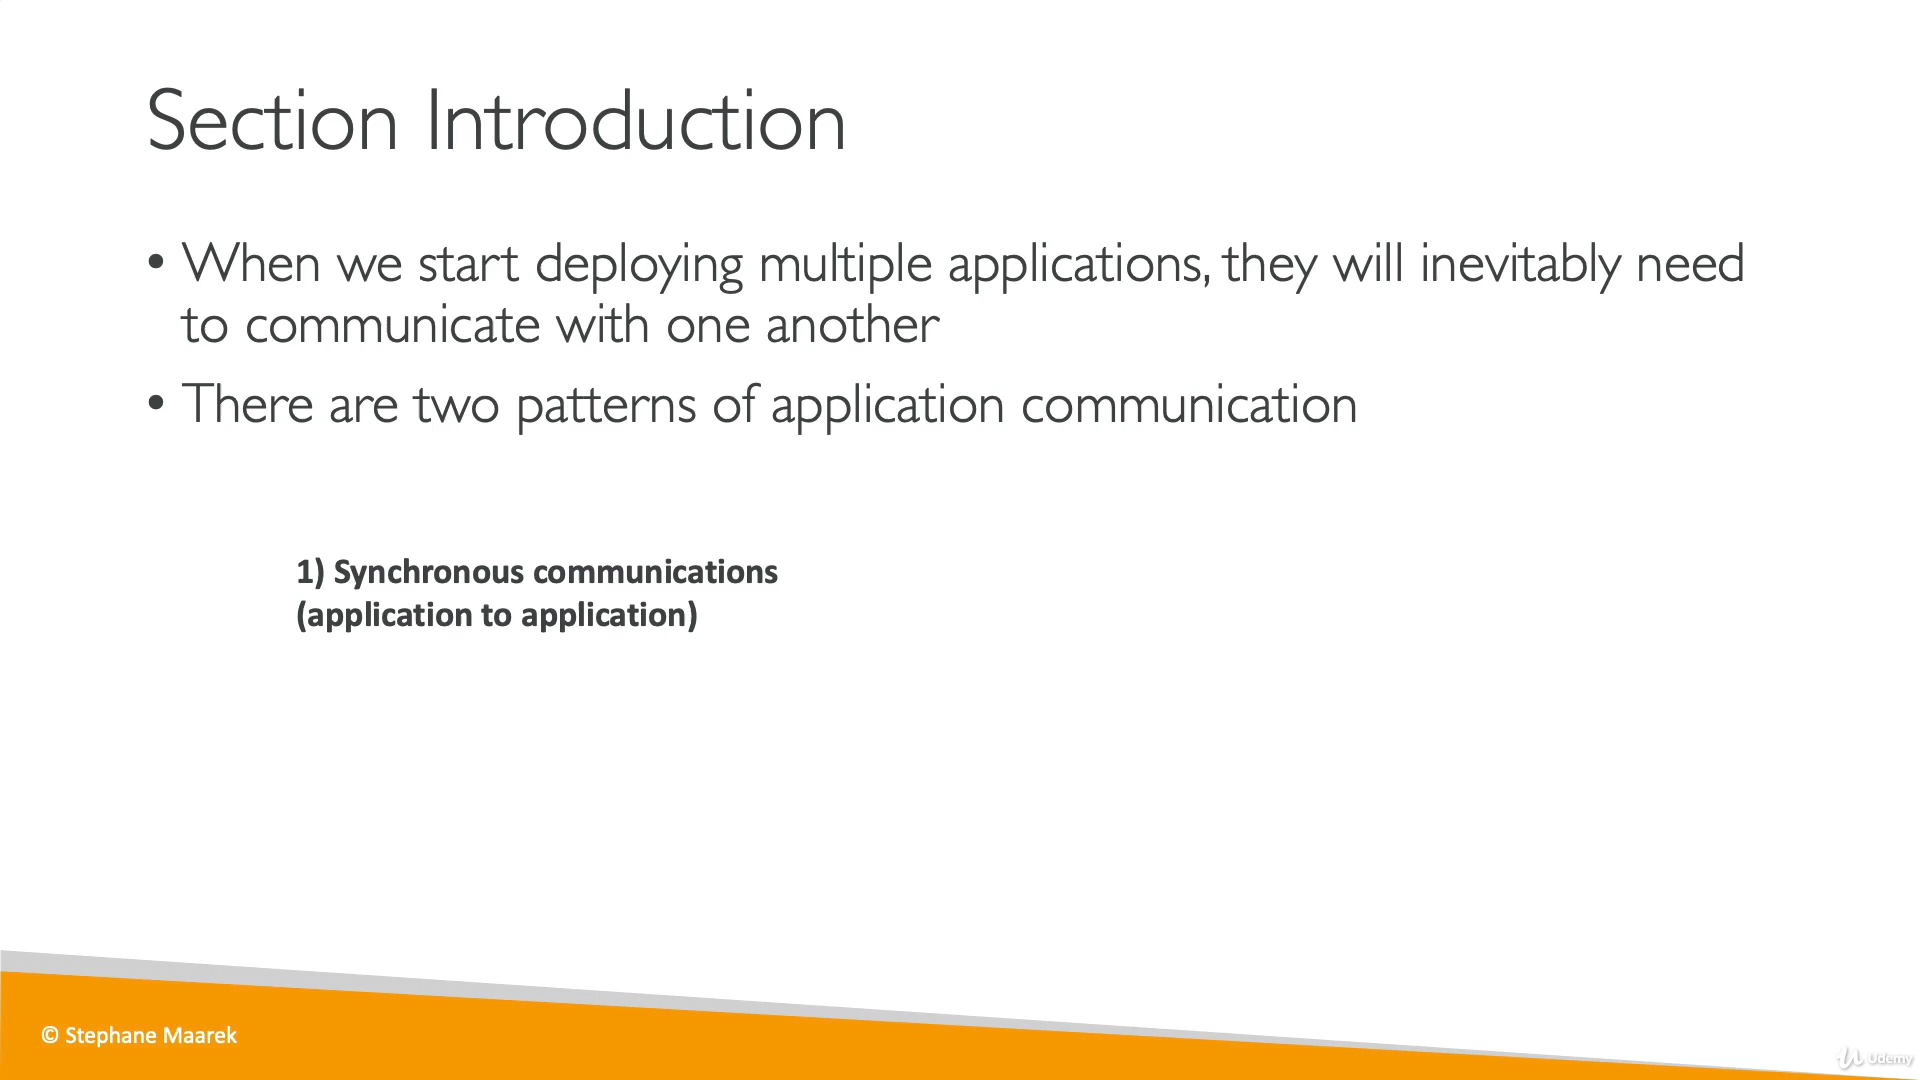 Section Introduction
• When we start deploying multiple applications, they will inevitably need
to communicate with one another
• There are two patterns of application communication
1) Synchronous communications
(application to application)
© Stephane Maarek
Udemy